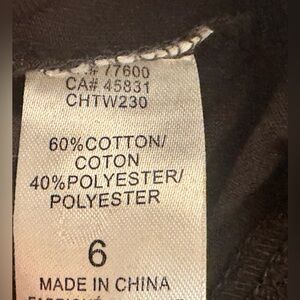 # 77600
CA# 45831
CHTW230
60%COTTON/
COTON
40%POLYESTER/
POLYESTER
6
MADE IN CHINA